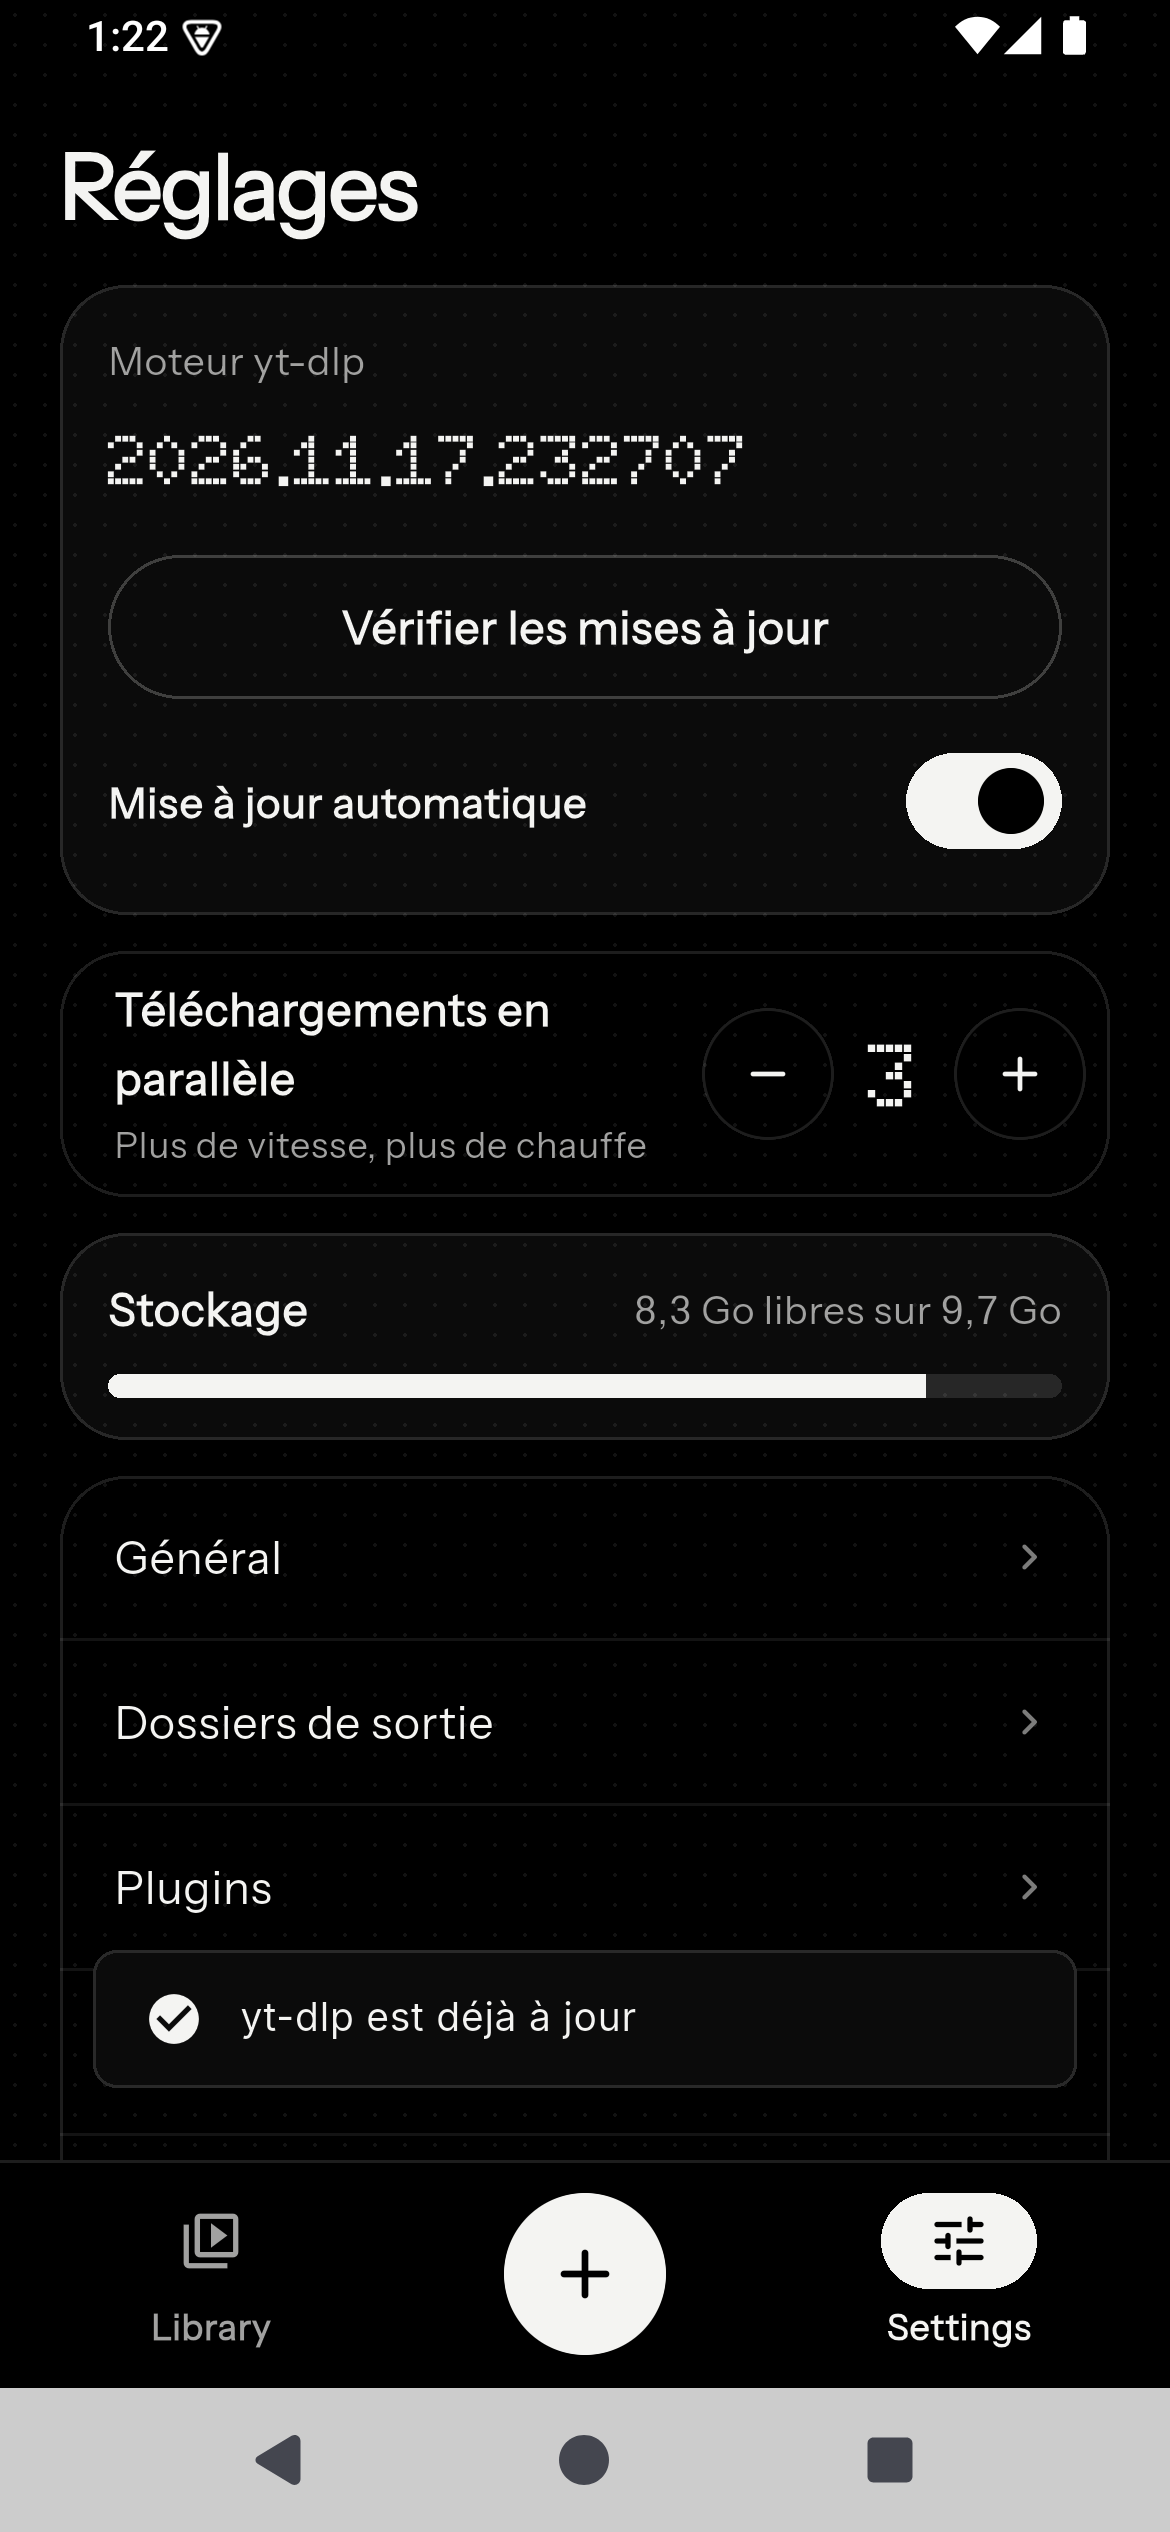 1:22
Réglages
Moteur yt-dlp
2026.11.17.232707
Vérifier les mises à jour
Mise à jour automatique
Téléchargements en
parallèle
Plus de vitesse, plus de chauffe
3
Stockage
8,3 Go libres sur 9,7 Go
Général
Dossiers de sortie
Plugins
yt-dlp est déjà à jour
Library
Settings